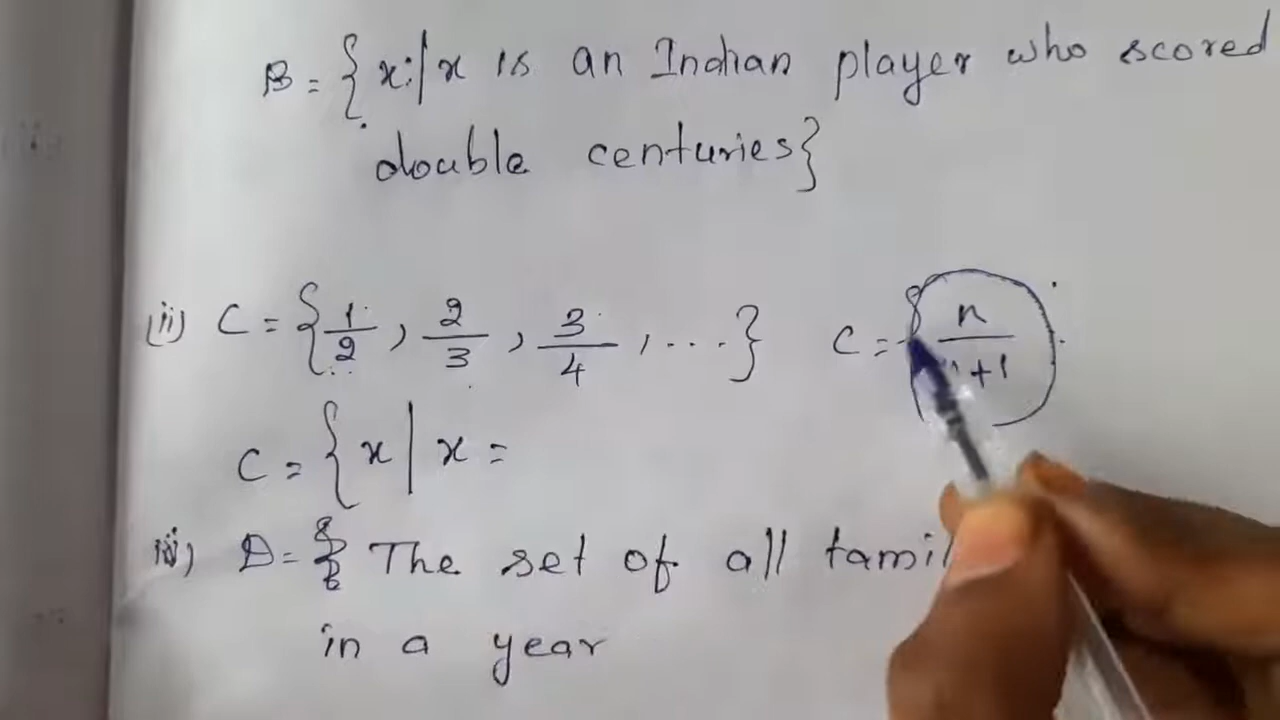 B = { x:/x is an Indian player who scored
double centuries}
(ii) C = { 1/2 , 2/3 , 3/4 , ... } C = { n/n+1
C = { x | x =
iii) D = { The set of all tamil
in a year